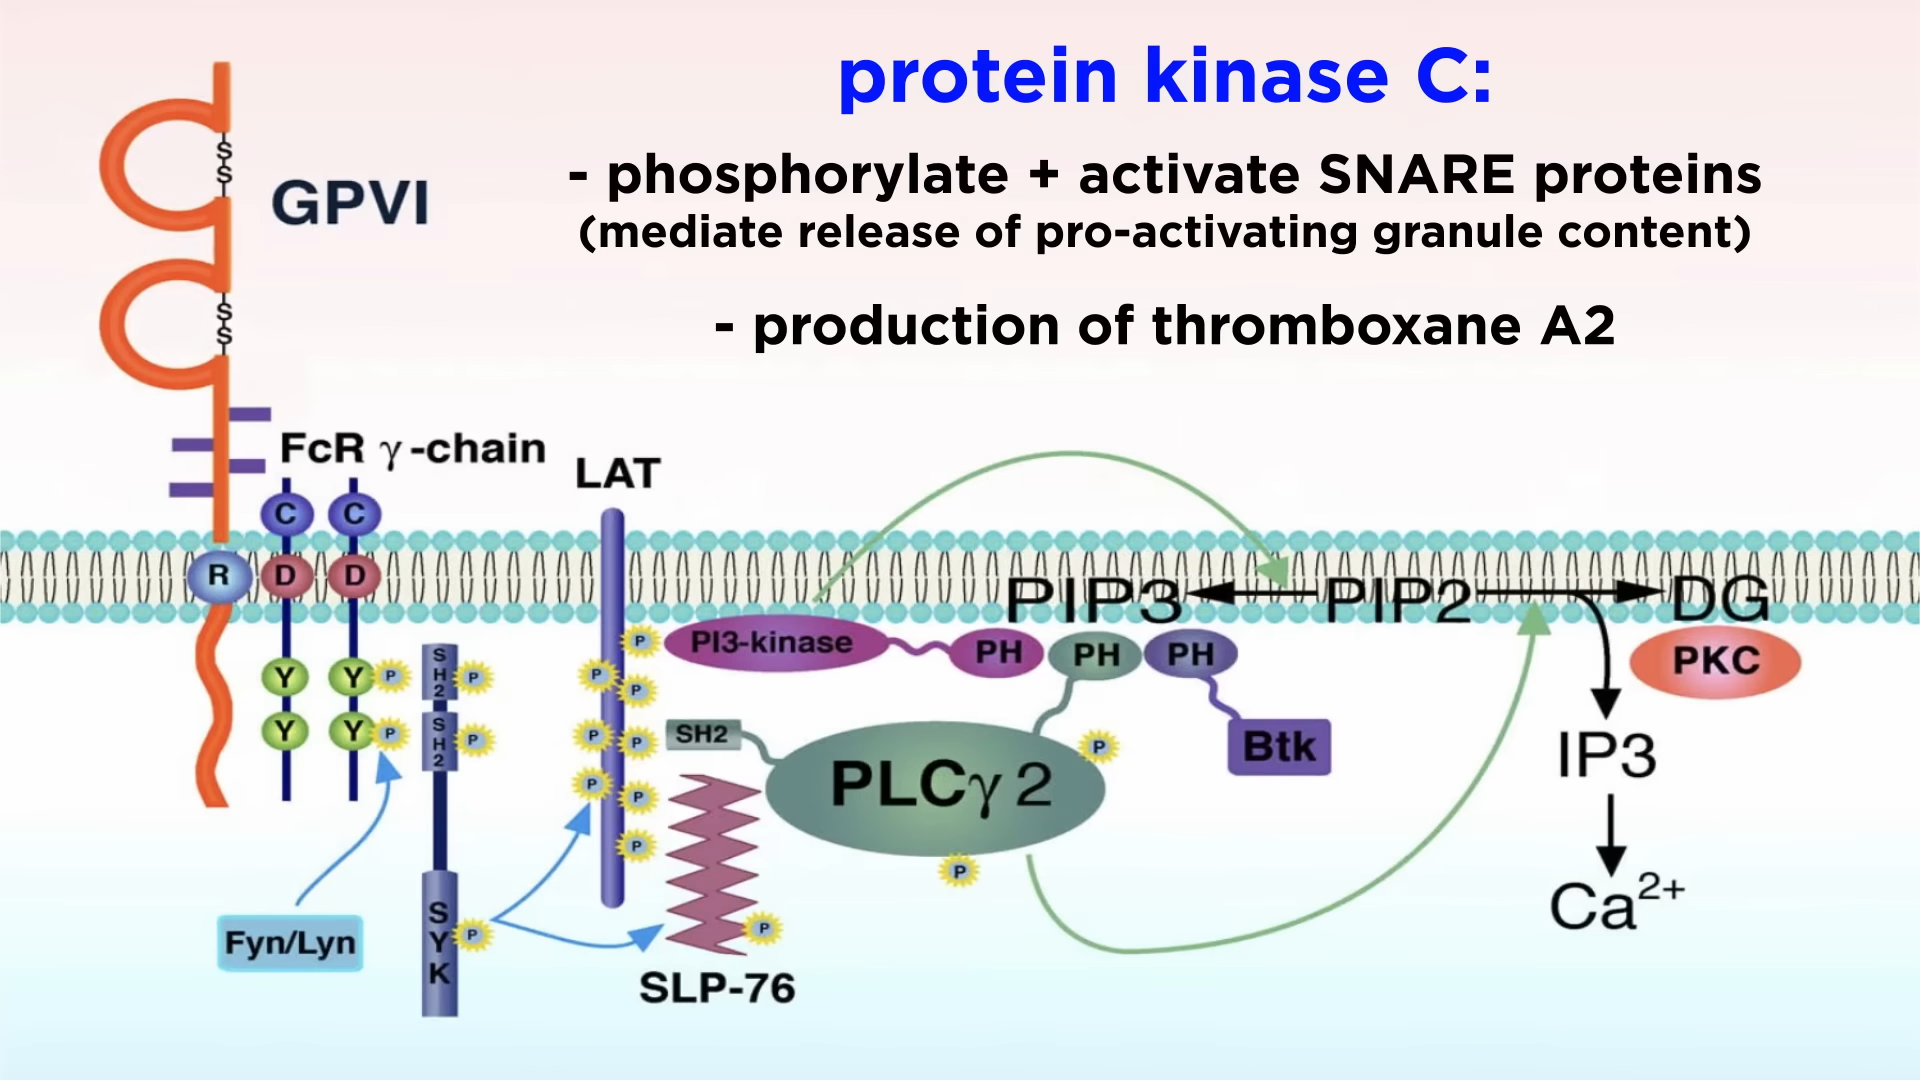 protein kinase C:
- phosphorylate + activate SNARE proteins
(mediate release of pro-activating granule content)
- production of thromboxane A2
S
S
GPVI
S
S
FcR γ-chain
LAT
C C
R D D
PIP3 PIP2 DG
P PI3-kinase PH PH PH PKC
Y Y P S H 2 P P P
Y Y P S H 2 P P P SH2 P Btk IP3
PLCγ2
P P
P
P
Ca2+
Fyn/Lyn
S Y K P
P
SLP-76